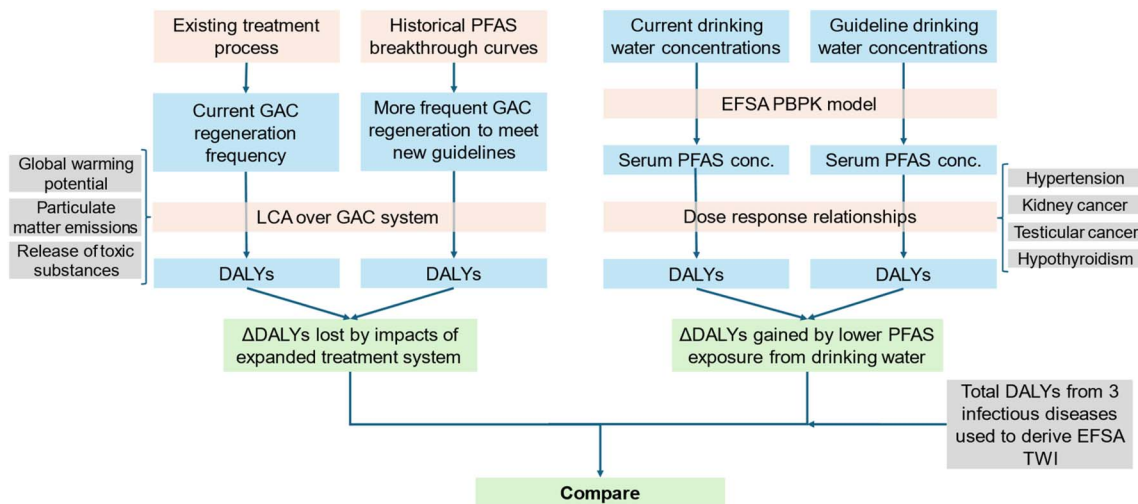 Existing treatment
process
Historical PFAS
breakthrough curves
Current drinking
water concentrations
Guideline drinking
water concentrations
Current GAC
regeneration
frequency
More frequent GAC
regeneration to meet
new guidelines
EFSA PBPK model
Serum PFAS conc.
Serum PFAS conc.
Global warming
potential
Particulate
matter emissions
Release of toxic
substances
LCA over GAC system
Dose response relationships
Hypertension
Kidney cancer
Testicular cancer
Hypothyroidism
DALYs
DALYs
DALYs
DALYs
ΔDALYs lost by impacts of
expanded treatment system
ΔDALYs gained by lower PFAS
exposure from drinking water
Total DALYs from 3
infectious diseases
used to derive EFSA
TWI
Compare